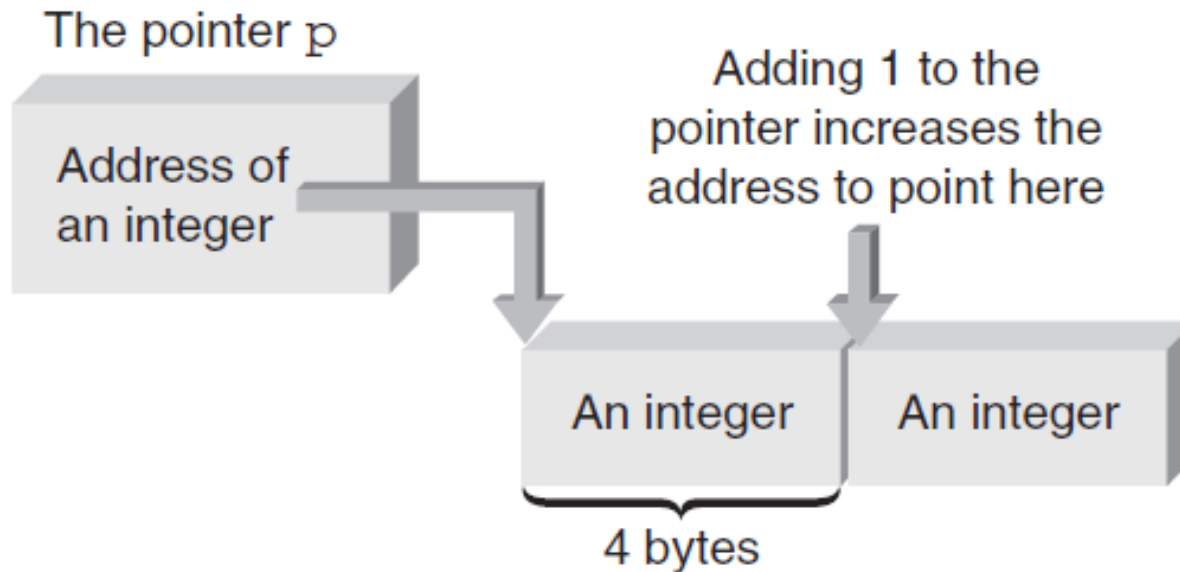 The pointer p
Address of
an integer
Adding 1 to the
pointer increases the
address to point here
An integer
An integer
4 bytes